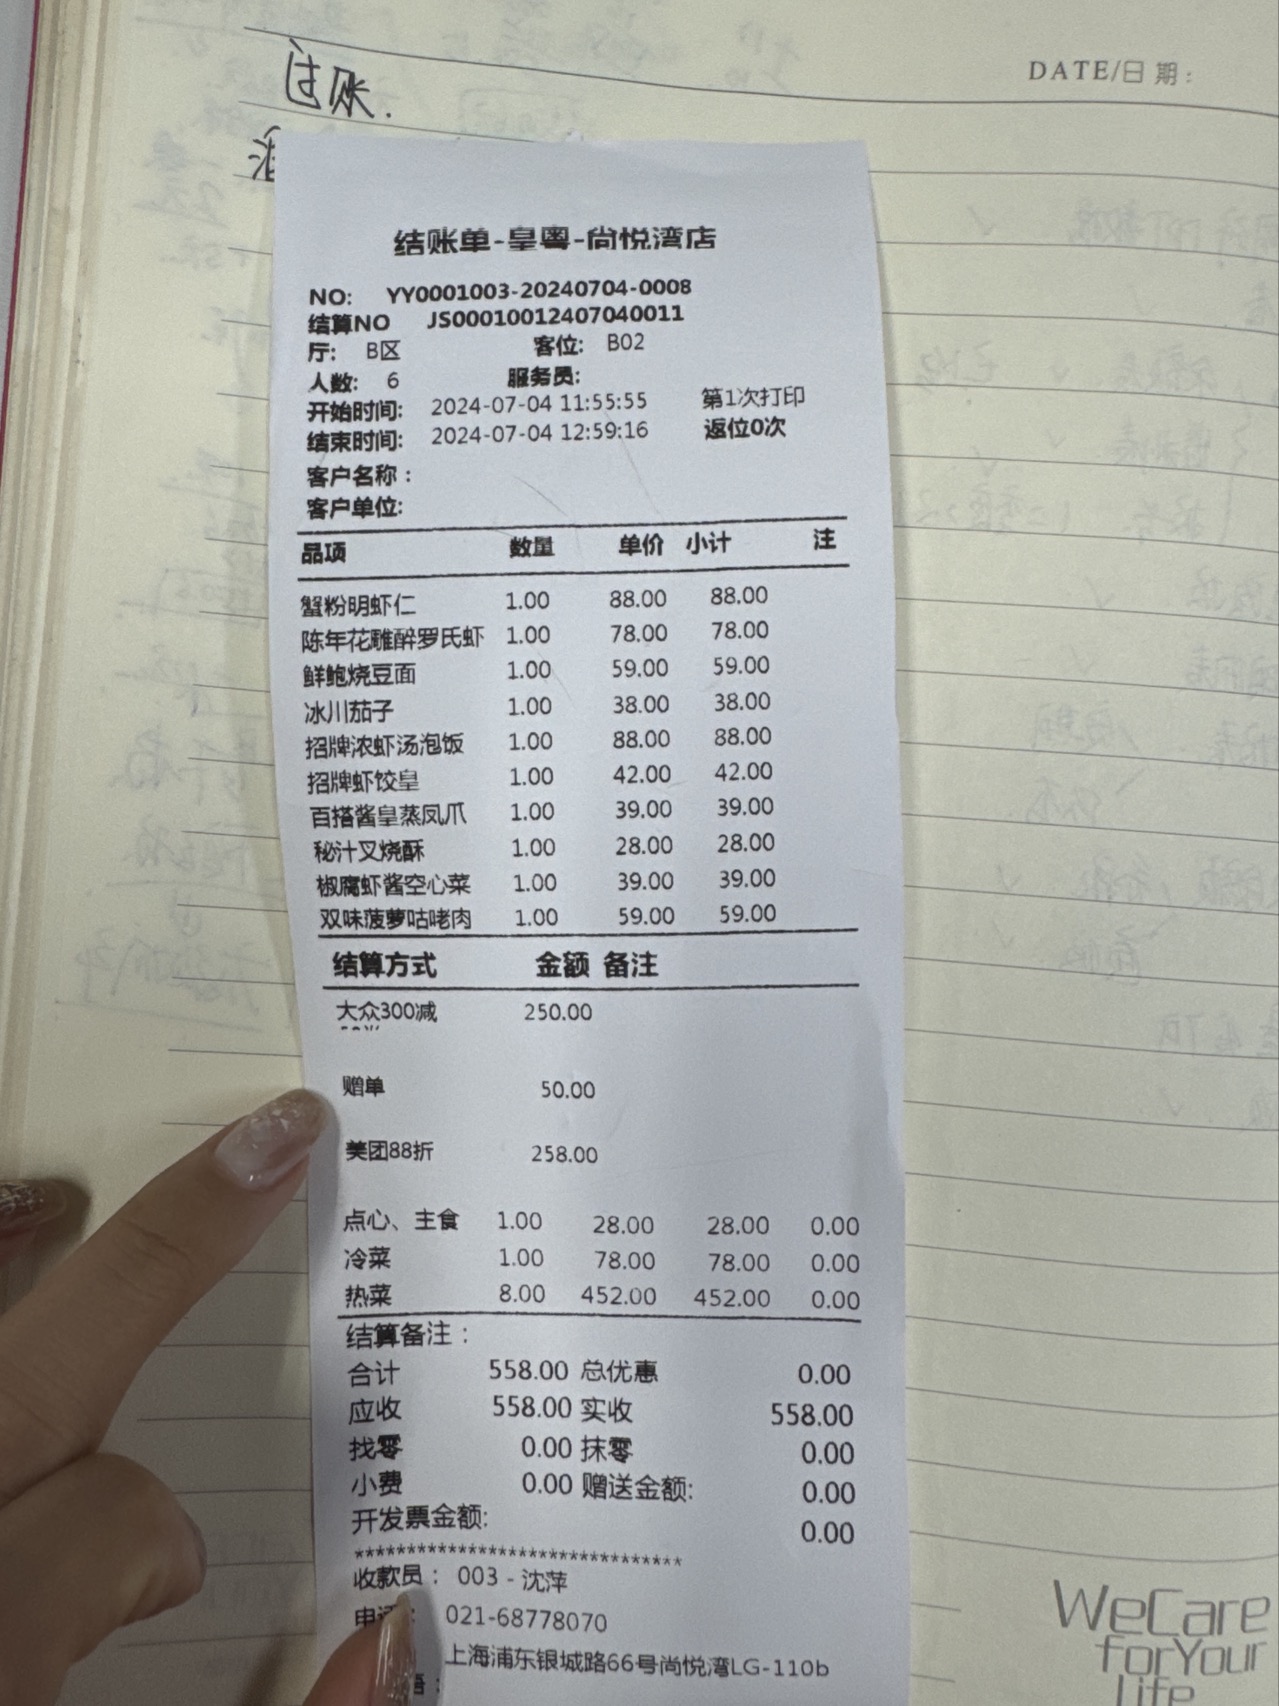 DATE/日期:
过账.
结账单-皇粤-尚悦湾店
NO: YY0001003-20240704-0008
结算NO JS00010012407040011
厅: B区 客位: B02
人数: 6 服务员:
开始时间: 2024-07-04 11:55:55 第1次打印
结束时间: 2024-07-04 12:59:16 返位0次
客户名称:
客户单位:
品项 数量 单价 小计 注
蟹粉明虾仁 1.00 88.00 88.00
陈年花雕醉罗氏虾 1.00 78.00 78.00
鲜鲍烧豆面 1.00 59.00 59.00
冰川茄子 1.00 38.00 38.00
招牌浓虾汤泡饭 1.00 88.00 88.00
招牌虾饺皇 1.00 42.00 42.00
百搭酱皇蒸凤爪 1.00 39.00 39.00
秘汁叉烧酥 1.00 28.00 28.00
椒腐虾酱空心菜 1.00 39.00 39.00
双味菠萝咕咾肉 1.00 59.00 59.00
结算方式 金额 备注
大众300减 250.00
赠单 50.00
美团88折 258.00
点心、主食 1.00 28.00 28.00 0.00
冷菜 1.00 78.00 78.00 0.00
热菜 8.00 452.00 452.00 0.00
结算备注:
合计 558.00 总优惠 0.00
应收 558.00 实收 558.00
找零 0.00 抹零 0.00
小费 0.00 赠送金额: 0.00
开发票金额: 0.00
*******************************
收款员: 003 - 沈萍
021-68778070
上海浦东银城路66号尚悦湾LG-110b
WeCare
forYour
Life